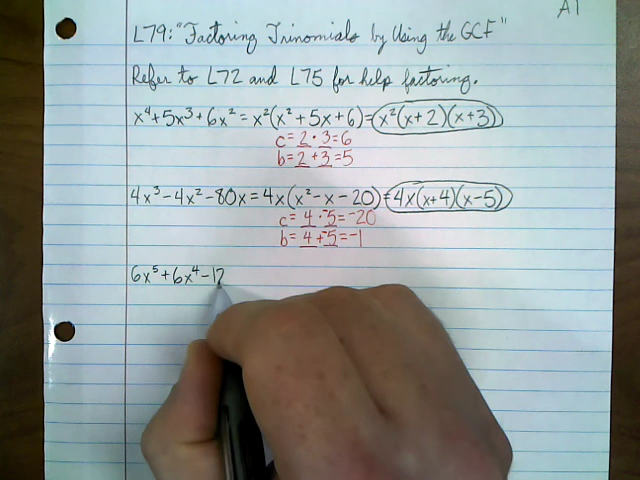 A1
L79: "Factoring Trinomials by Using the GCF"
Refer to L72 and L75 for help factoring.
x⁴+5x³+6x² = x²(x²+5x+6) = x²(x+2)(x+3)
c = 2 · 3 = 6
b = 2 + 3 = 5
4x³-4x²-80x = 4x(x²-x-20) = 4x(x+4)(x-5)
c = 4 · ⁻5 = ⁻20
b = 4 + ⁻5 = ⁻1
6x⁵+6x⁴-12